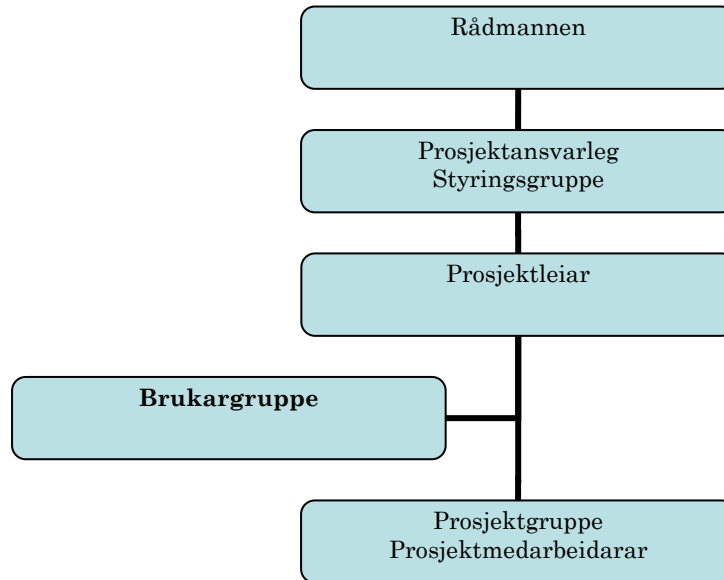 Rådmannen
Prosjektansvarleg
Styringsgruppe
Prosjektleiar
Brukargruppe
Prosjektgruppe
Prosjektmedarbeidarar